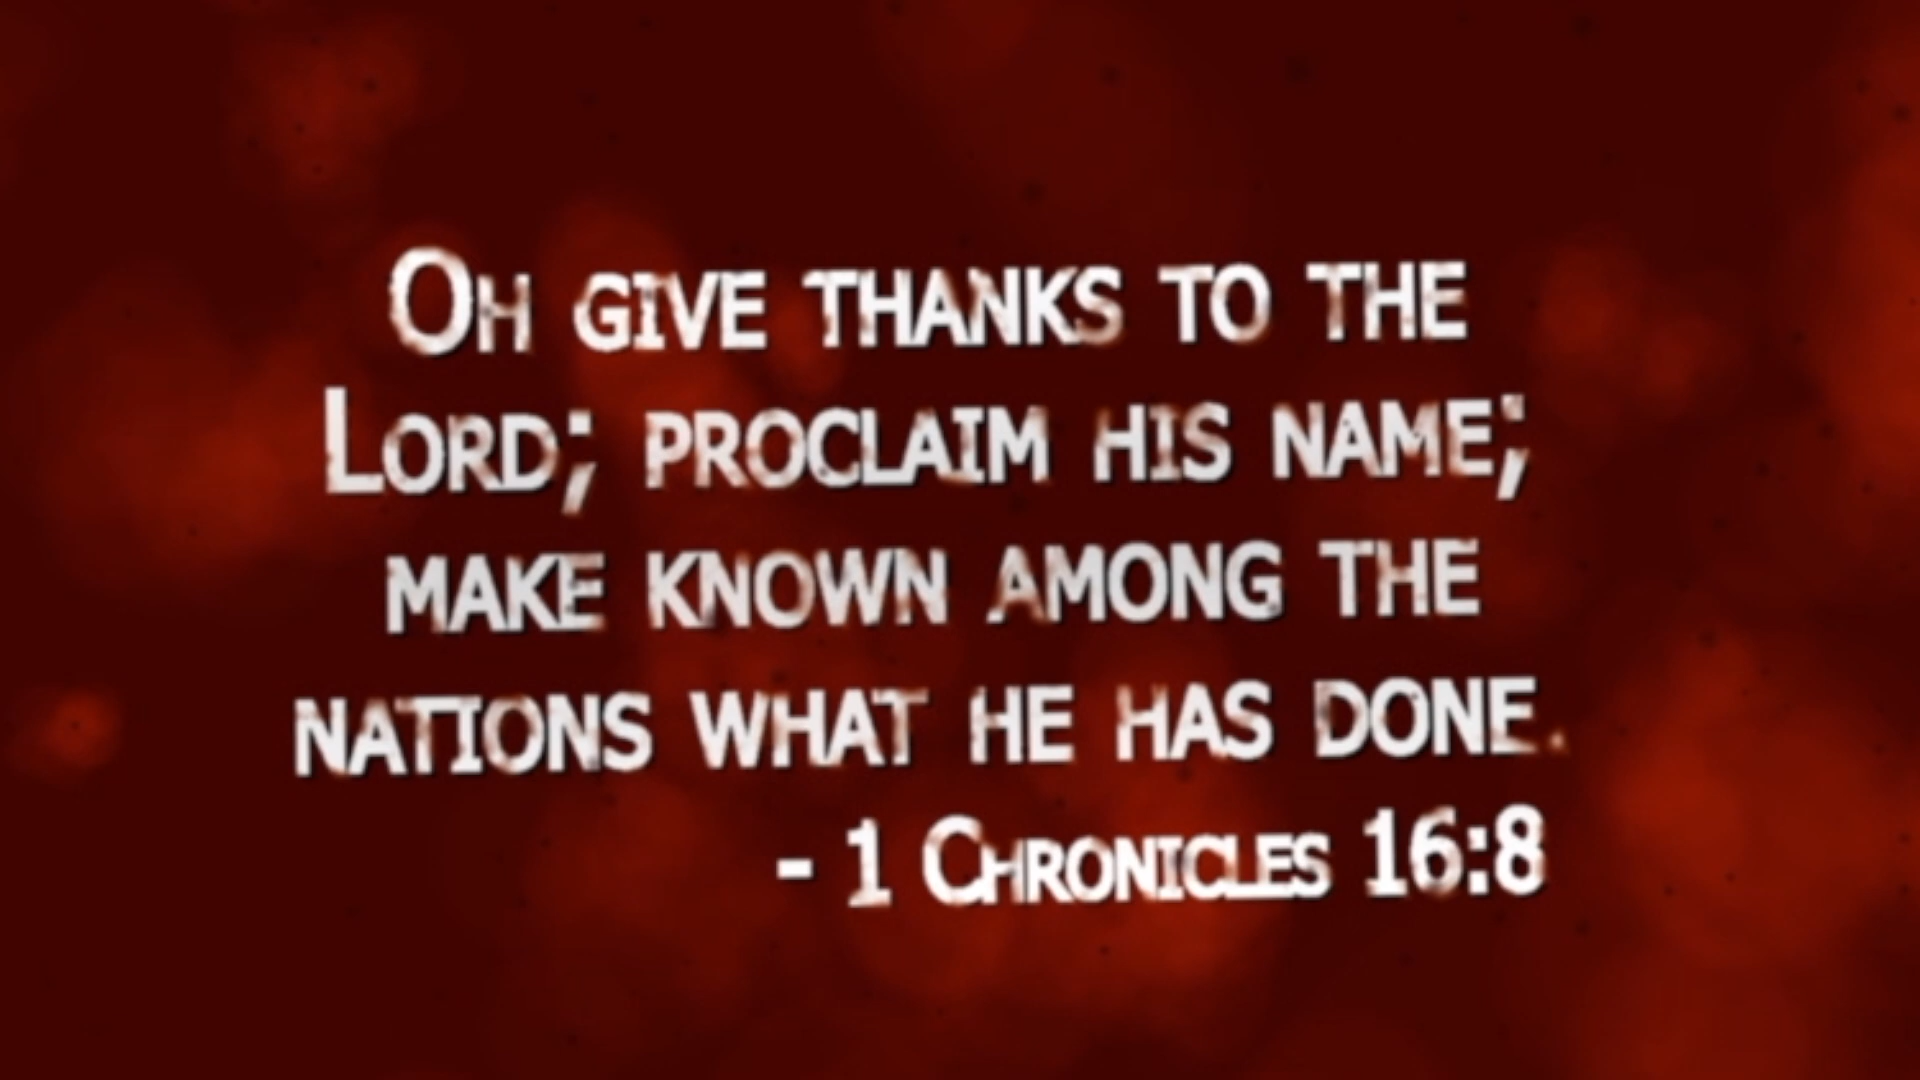 Oh give thanks to the
Lord; proclaim his name;
make known among the
nations what he has done.
- 1 Chronicles 16:8